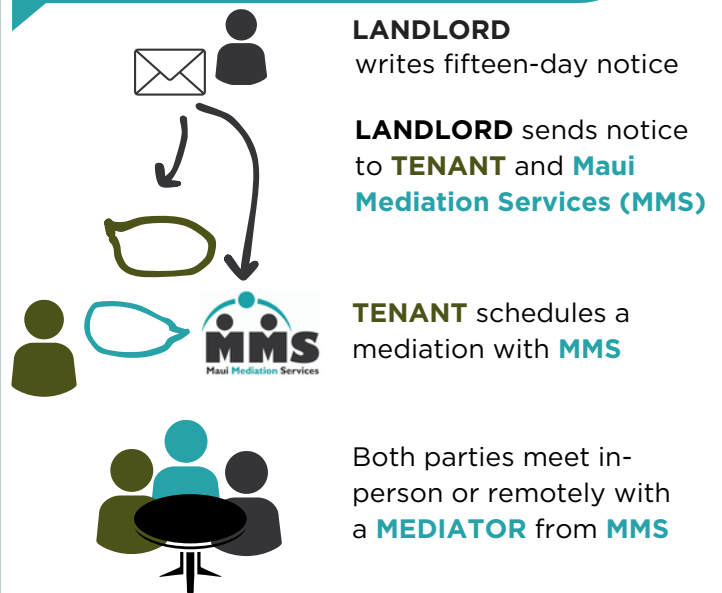 LANDLORD
writes fifteen-day notice
LANDLORD sends notice
to TENANT and Maui
Mediation Services (MMS)
MMS
Maui Mediation Services
TENANT schedules a
mediation with MMS
Both parties meet in-
person or remotely with
a MEDIATOR from MMS